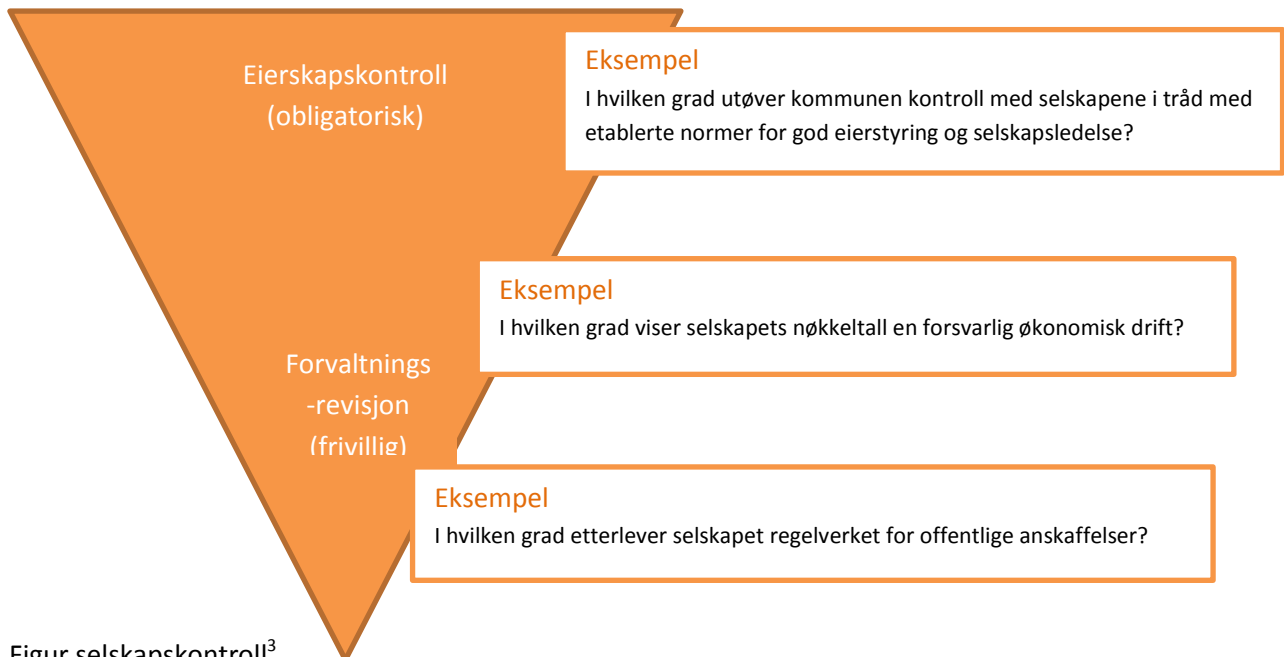 Eierskapskontroll
(obligatorisk)
Eksempel
I hvilken grad utøver kommunen kontroll med selskapene i tråd med
etablerte normer for god eierstyring og selskapsledelse?
Eksempel
I hvilken grad viser selskapets nøkkeltall en forsvarlig økonomisk drift?
Forvaltnings
-revisjon
(frivillig)
Eksempel
I hvilken grad etterlever selskapet regelverket for offentlige anskaffelser?
Figur selskapskontroll³